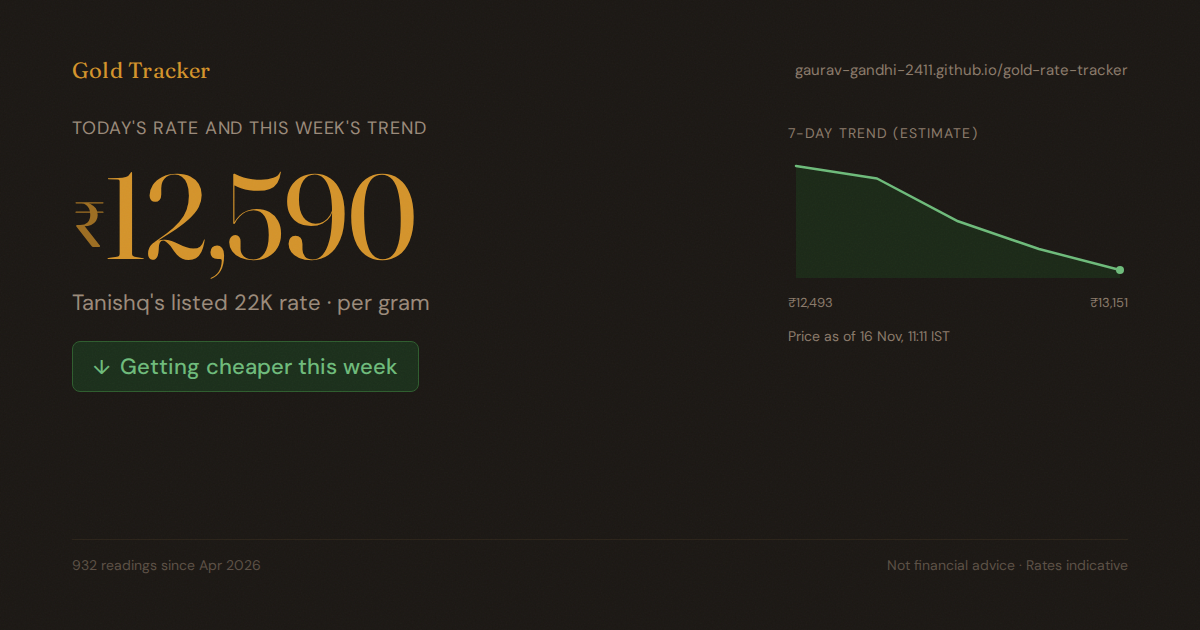 Gold Tracker
gaurav-gandhi-2411.github.io/gold-rate-tracker
TODAY'S RATE AND THIS WEEK'S TREND
₹12,590
Tanishq's listed 22K rate · per gram
↓ Getting cheaper this week
7-DAY TREND (ESTIMATE)
₹12,493 ₹13,151
Price as of 16 Nov, 11:11 IST
932 readings since Apr 2026
Not financial advice · Rates indicative